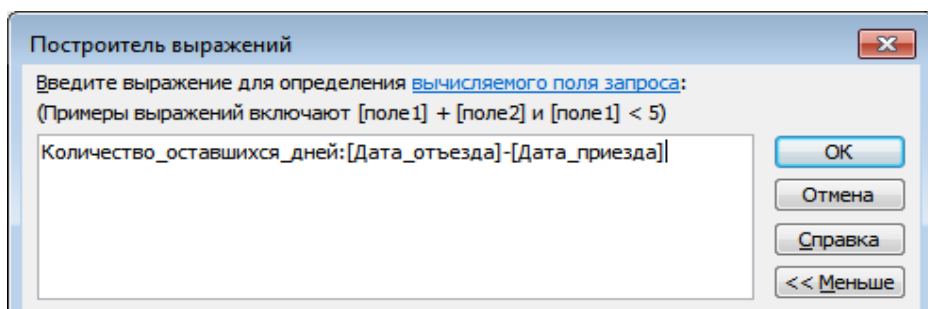 Построитель выражений
Введите выражение для определения вычисляемого поля запроса:
(Примеры выражений включают [поле1] + [поле2] и [поле1] < 5)
Количество_оставшихся_дней:[Дата_отъезда]-[Дата_приезда]
ОК
Отмена
Справка
<< Меньше